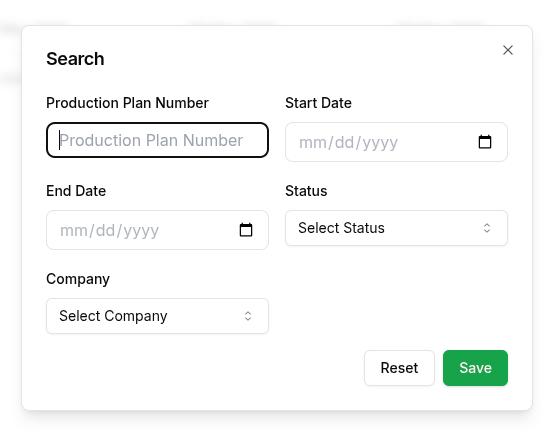 Search
Production Plan Number
Start Date
Production Plan Number
mm/dd/yyyy
End Date
Status
mm/dd/yyyy
Select Status
Company
Select Company
Reset
Save